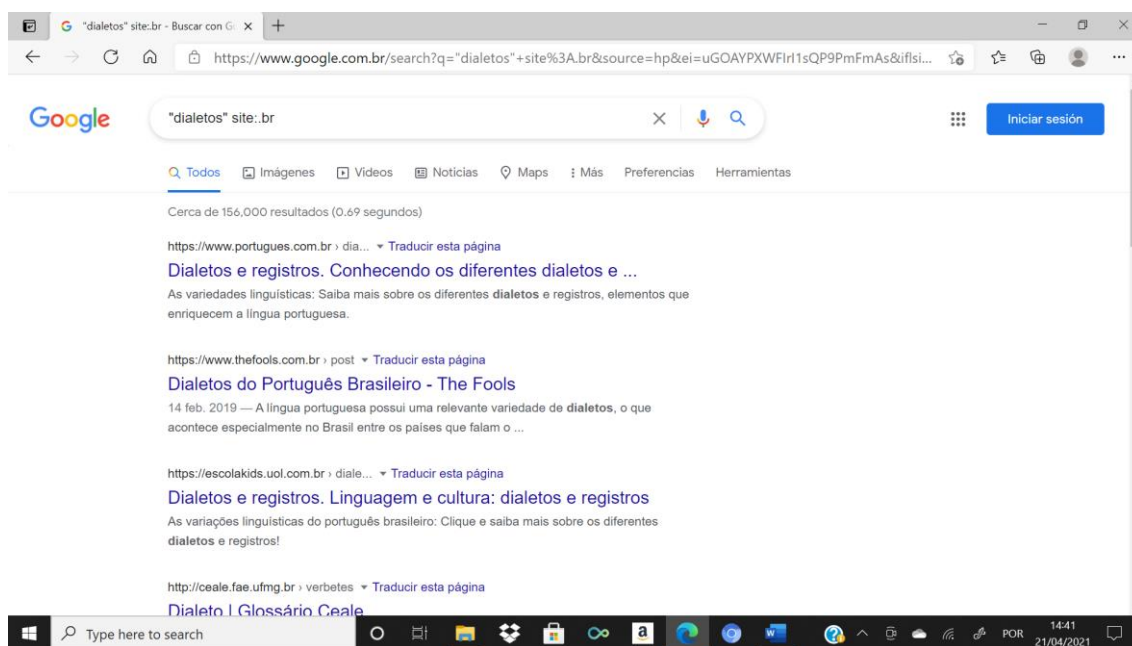 "dialetos" site:.br - Buscar con G
https://www.google.com.br/search?q="dialetos"+site%3A.br&source=hp&ei=uGOAYPXWFIrI1sQP9PmFmAs&iflsi...
Google
"dialetos" site:.br
Iniciar sesión
Todos Imágenes Videos Noticias Maps Más Preferencias Herramientas
Cerca de 156,000 resultados (0.69 segundos)
https://www.portugues.com.br › dia... Traducir esta página
Dialetos e registros. Conhecendo os diferentes dialetos e ...
As variedades linguísticas: Saiba mais sobre os diferentes dialetos e registros, elementos que
enriquecem a língua portuguesa.
https://www.thefools.com.br › post Traducir esta página
Dialetos do Português Brasileiro - The Fools
14 feb. 2019 — A língua portuguesa possui uma relevante variedade de dialetos, o que
acontece especialmente no Brasil entre os países que falam o ...
https://escolakids.uol.com.br › diale... Traducir esta página
Dialetos e registros. Linguagem e cultura: dialetos e registros
As variações linguísticas do português brasileiro: Clique e saiba mais sobre os diferentes
dialetos e registros!
http://ceale.fae.ufmg.br › verbetes Traducir esta página
Dialeto | Glossário Ceale
Type here to search
POR
14:41
21/04/2021